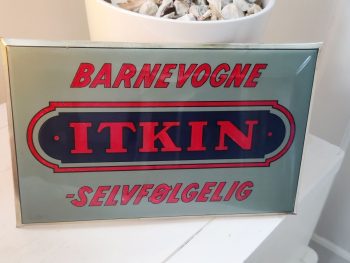 BARNEVOGNE
· ITKIN ·
-SELVFØLGELIG